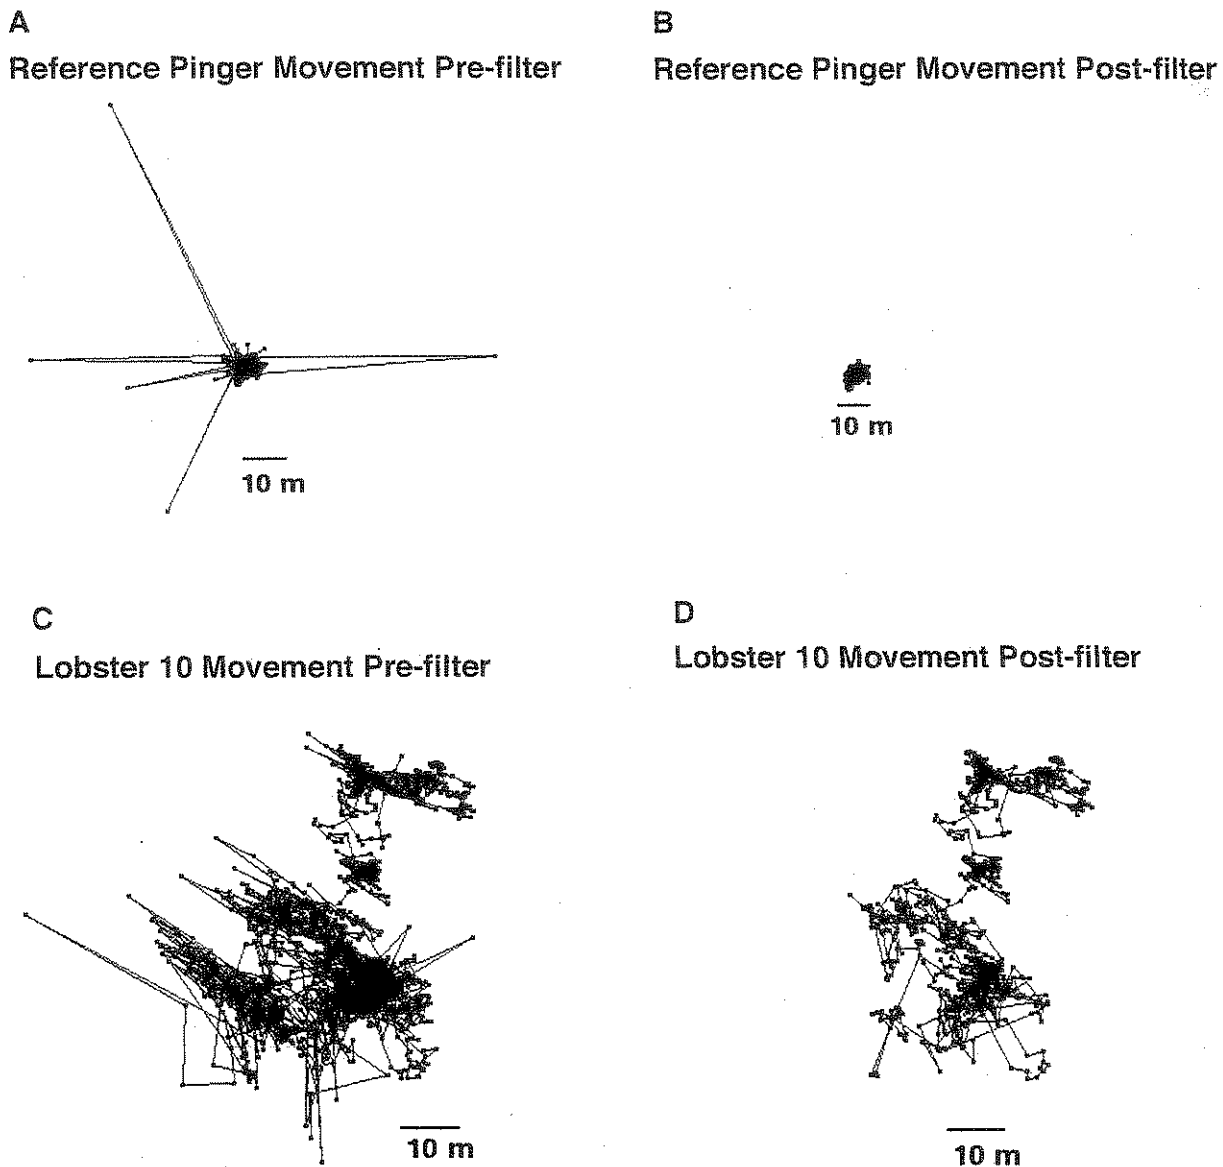 A
Reference Pinger Movement Pre-filter
B
Reference Pinger Movement Post-filter
10 m
10 m
C
Lobster 10 Movement Pre-filter
D
Lobster 10 Movement Post-filter
10 m
10 m